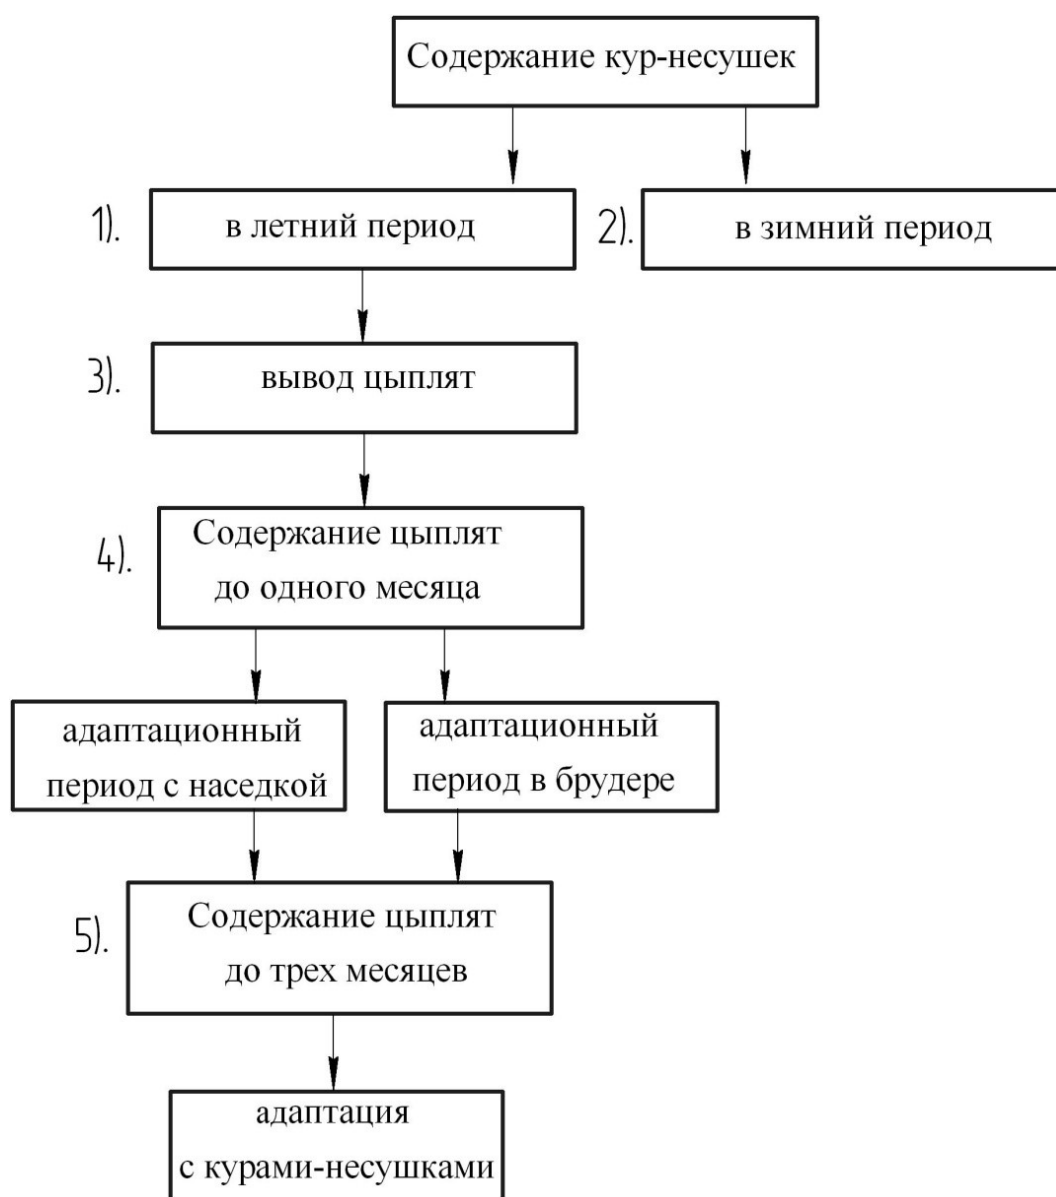 Содержание кур-несушек
1). в летний период
2). в зимний период
3). вывод цыплят
4). Содержание цыплят
до одного месяца
адаптационный
период с наседкой
адаптационный
период в брудере
5). Содержание цыплят
до трех месяцев
адаптация
с курами-несушками